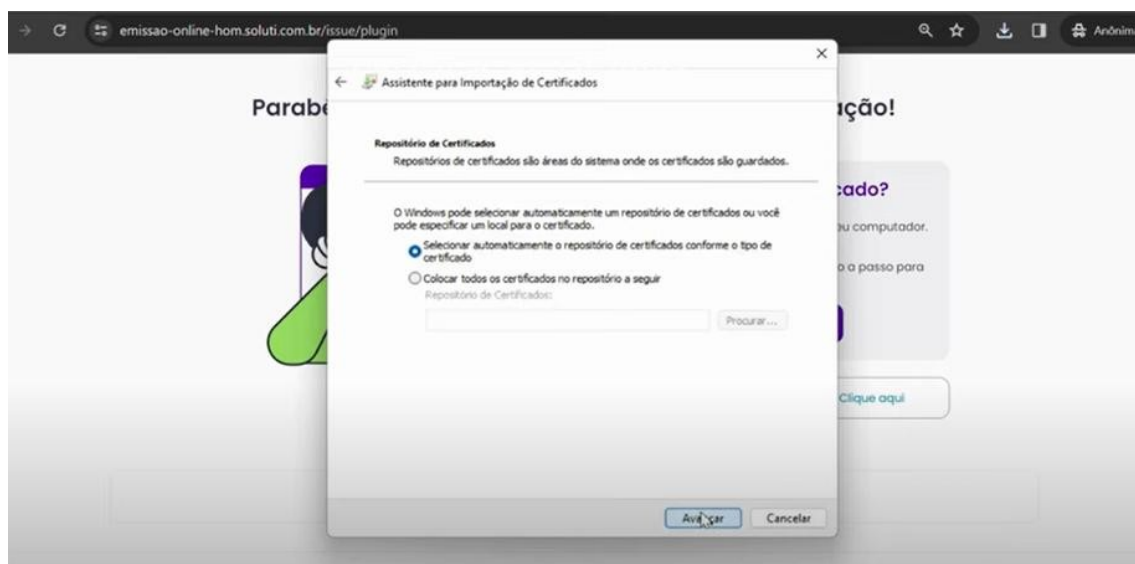 emissao-online-hom.soluti.com.br/issue/plugin
Anônim
Assistente para Importação de Certificados
Parabé
ação!
Repositório de Certificados
Repositórios de certificados são áreas do sistema onde os certificados são guardados.
cado?
O Windows pode selecionar automaticamente um repositório de certificados ou você
pode especificar um local para o certificado.
eu computador.
Selecionar automaticamente o repositório de certificados conforme o tipo de
certificado
o a passo para
Colocar todos os certificados no repositório a seguir
Repositório de Certificados:
Procurar...
Clique aqui
Avançar
Cancelar